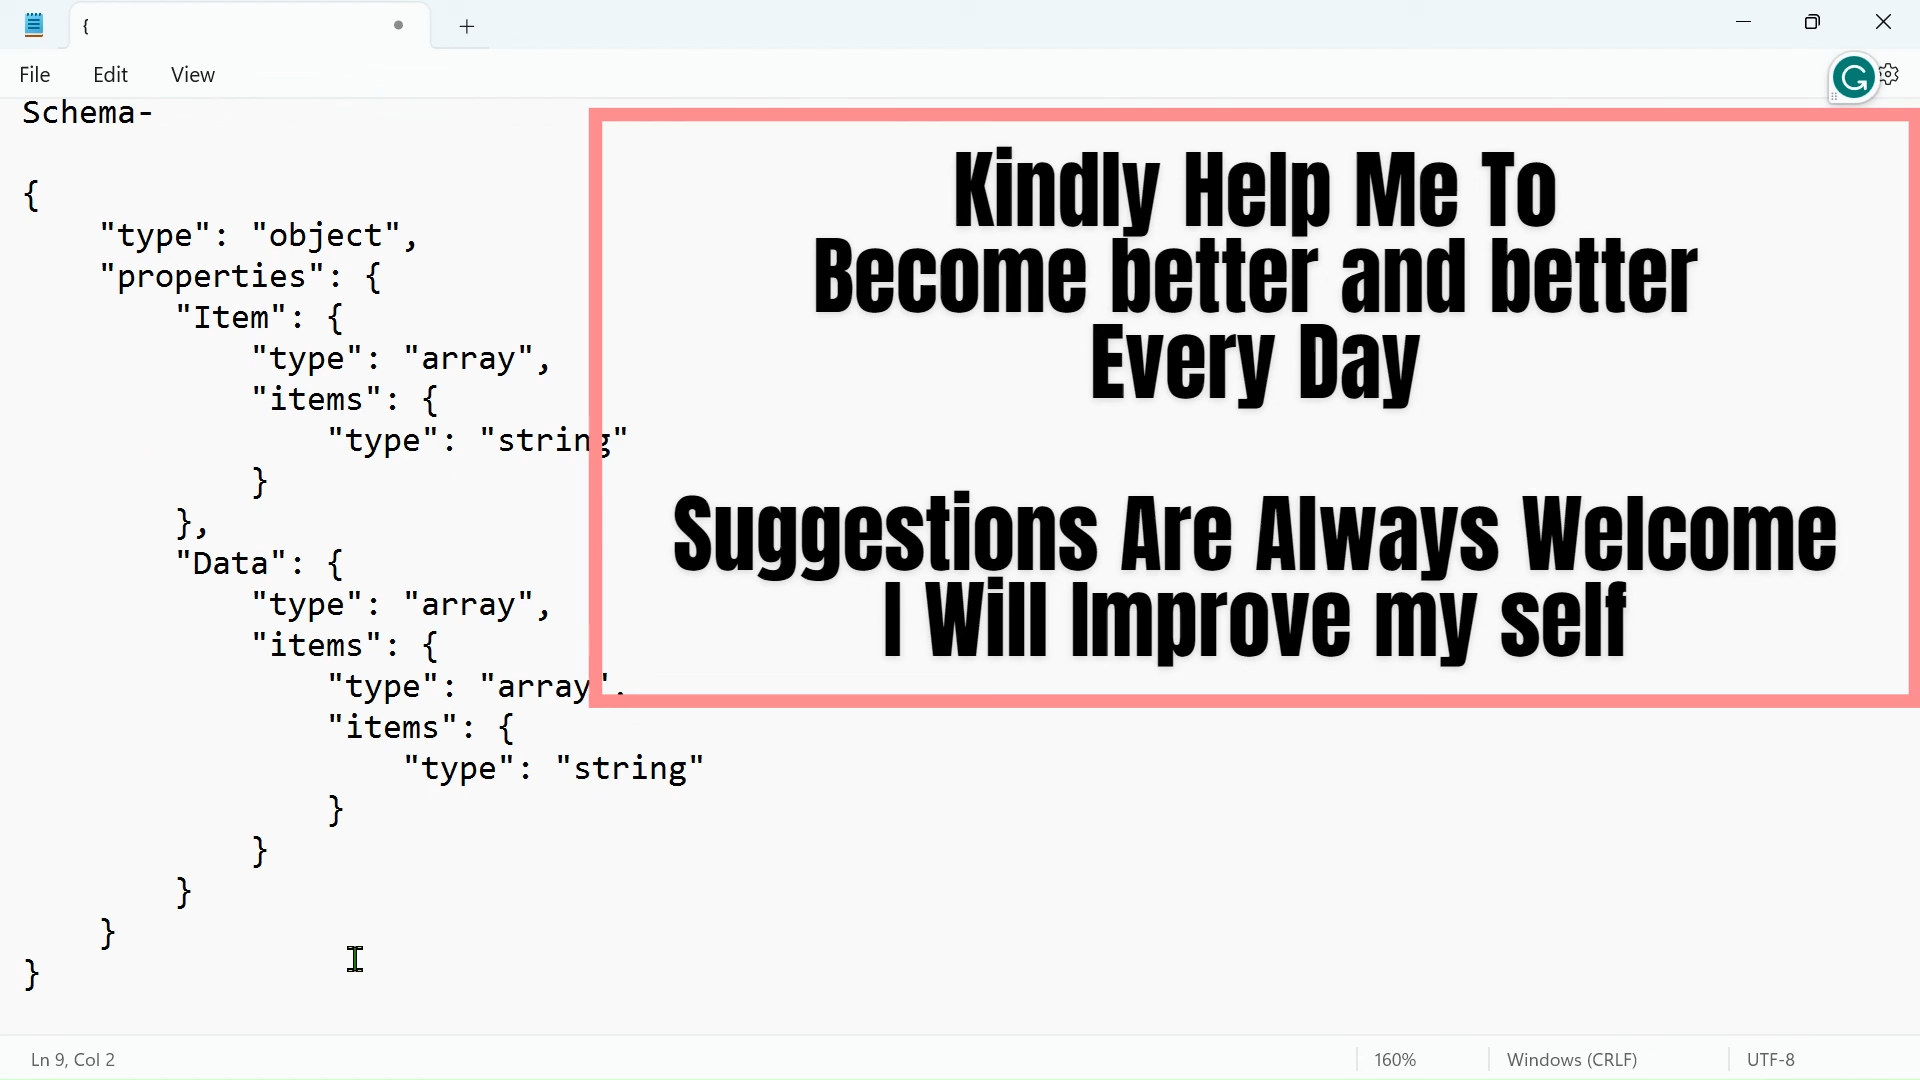 {
File Edit View
Schema-
{
"type": "object",
"properties": {
"Item": {
"type": "array",
"items": {
"type": "string"
}
},
"Data": {
"type": "array",
"items": {
"type": "array",
"items": {
"type": "string"
}
}
}
}
}
Kindly Help Me To
Become better and better
Every Day
Suggestions Are Always Welcome
I Will Improve my self
Ln 9, Col 2
160%
Windows (CRLF)
UTF-8